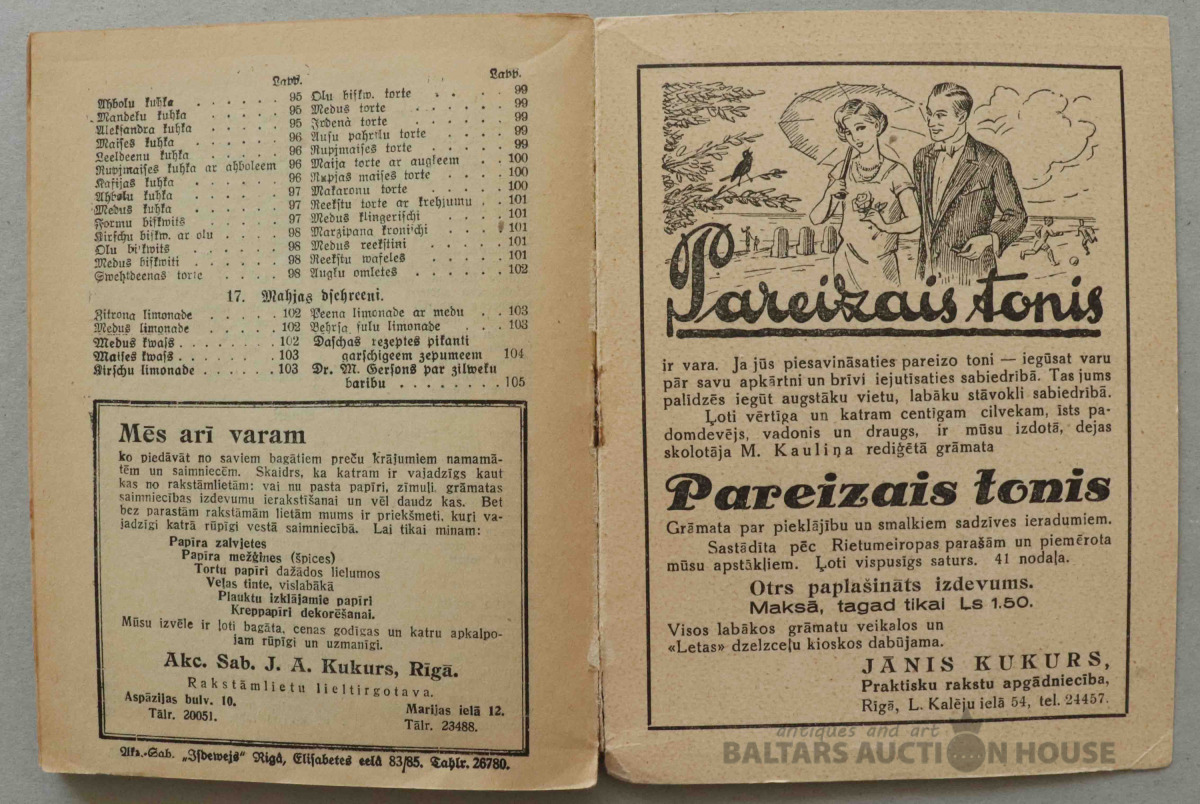 Lapp.
Ahbolu kuhka . . . . . . 95
Mandelu kuhka . . . . . . 95
Aleksandra kuhka . . . . . 95
Maises kuhka . . . . . . 96
Leeldeenu kuhka . . . . . 96
Rupjmaises kuhka ar ahboleem 96
Kafijas kuhka . . . . . . 96
Ahbolu kuhka . . . . . . 97
Medus kuhka . . . . . . 97
Formu biskwits . . . . . 97
Kirschu biskw. ar olu . . . . 98
Olu biskwits . . . . . . 98
Medus biskwiti . . . . . 98
Swehtdeenas torte . . . . . 98
Lapp.
Olu biskw. torte . . . . 99
Medus torte . . . . . . 99
Irdenà torte . . . . . . 99
Ausu pahrslu torte . . . . 99
Rupjmaises torte . . . . . 99
Maija torte ar augleem . . . 100
Rupjas maises torte . . . . 100
Makaronu torte . . . . . 100
Reekstu torte ar krehjumu . . 101
Medus klingerischi . . . . 101
Marzipana kronischi . . . . 101
Medus reekstini . . . . . 101
Reekstu wafeles . . . . . 101
Augku omletes . . . . . . 102
17. Mahjas dsehreeni.
Zitrona limonade . . . . . 102
Medus limonade . . . . . 102
Medus kwass . . . . . . . 102
Maises kwass . . . . . . 103
Kirschu limonade . . . . . . 103
Peena limonade ar medu . . . 103
Behrsa sulu limonade . . . 103
Daschas rezeptes pikanti
garschigeem zepumeem 104
Dr. M. Gersons par zilweku
baribu . . . . . . . . 105
Mēs arī varam
ko piedāvāt no saviem bagātiem preču krājumiem namamā-
tēm un saimniecēm. Skaidrs, ka katram ir vajadzīgs kaut
kas no rakstāmlietām: vai nu pasta papīri, zīmuļi, grāmatas
saimniecības izdevumu ierakstīšanai un vēl daudz kas. Bet
bez parastām rakstāmām lietām mums ir priekšmeti, kuŗi va-
jadzīgi katrā rūpīgi vestā saimniecībā. Lai tikai minam:
Papīra zalvjetes
Papīra mežģines (špices)
Tortu papīri dažādos lielumos
Veļas tinte, vislabākā
Plauktu izklājamie papīri
Kreppapīri dekorēšanai.
Mūsu izvēle ir ļoti bagāta, cenas godīgas un katru apkalpo-
jam rūpīgi un uzmanīgi.
Akc. Sab. J. A. Kukurs, Rīgā.
Rakstāmlietu lieltirgotava.
Aspāzijas bulv. 10.
Tālr. 20051.
Marijas ielā 12.
Tālr. 23488.
Akz.-Sab. „Isdewejs“ Rigâ, Elisabetes eelâ 83/85. Tahlr. 26780.
Pareizais tonis
ir vara. Ja jūs piesavināsaties pareizo toni — iegūsat varu
pār savu apkārtni un brīvi iejutīsaties sabiedrībā. Tas jums
palīdzēs iegūt augstāku vietu, labāku stāvokli sabiedrībā.
Ļoti vērtīga un katram centīgam cilvekam, īsts pa-
domdevējs, vadonis un draugs, ir mūsu izdotā, dejas
skolotāja M. Kauliņa rediģētā grāmata
Pareizais tonis
Grāmata par pieklājību un smalkiem sadzīves ieradumiem.
Sastādīta pēc Rietumeiropas parašām un piemērota
mūsu apstākļiem. Ļoti vispusīgs saturs. 41 nodaļa.
Otrs paplašināts izdevums.
Maksā, tagad tikai Ls 1.50.
Visos labākos grāmatu veikalos un
«Letas» dzelzceļu kioskos dabūjama.
JĀNIS KUKURS,
Praktisku rakstu apgādniecība,
Rīgā, L. Kalēju ielā 54, tel. 24457.
antiques and art
BALTARS AUCTION HOUSE